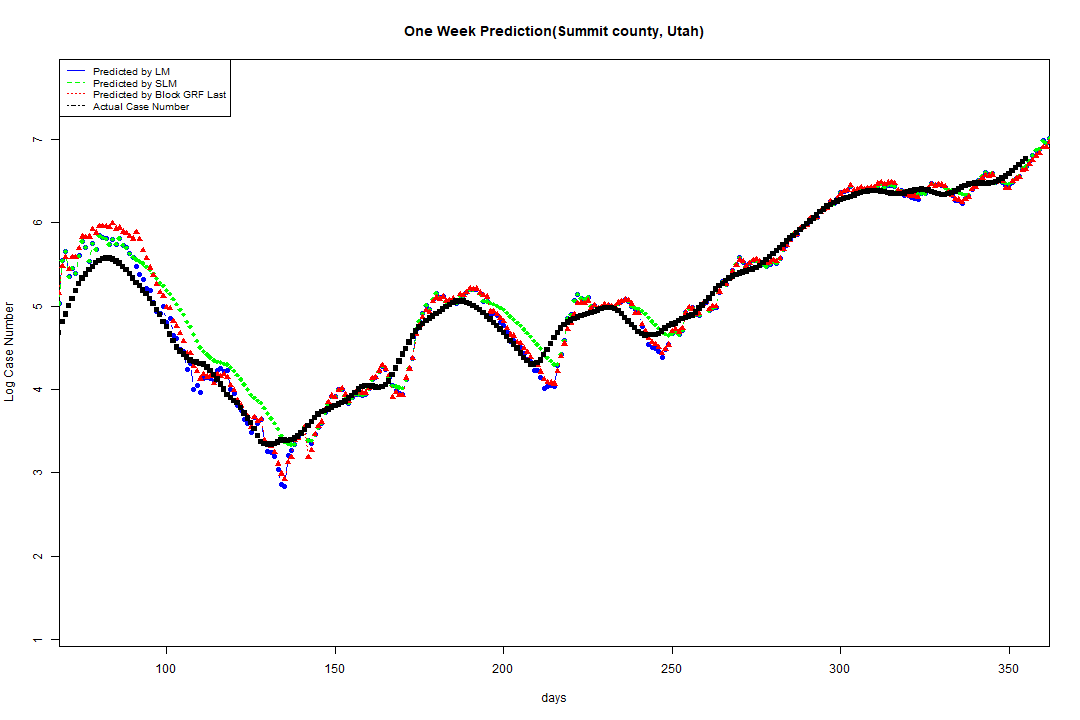 One Week Prediction(Summit county, Utah)
Predicted by LM
Predicted by SLM
Predicted by Block GRF Last
Actual Case Number
7
6
5
4
3
2
1
Log Case Number
100 150 200 250 300 350
days